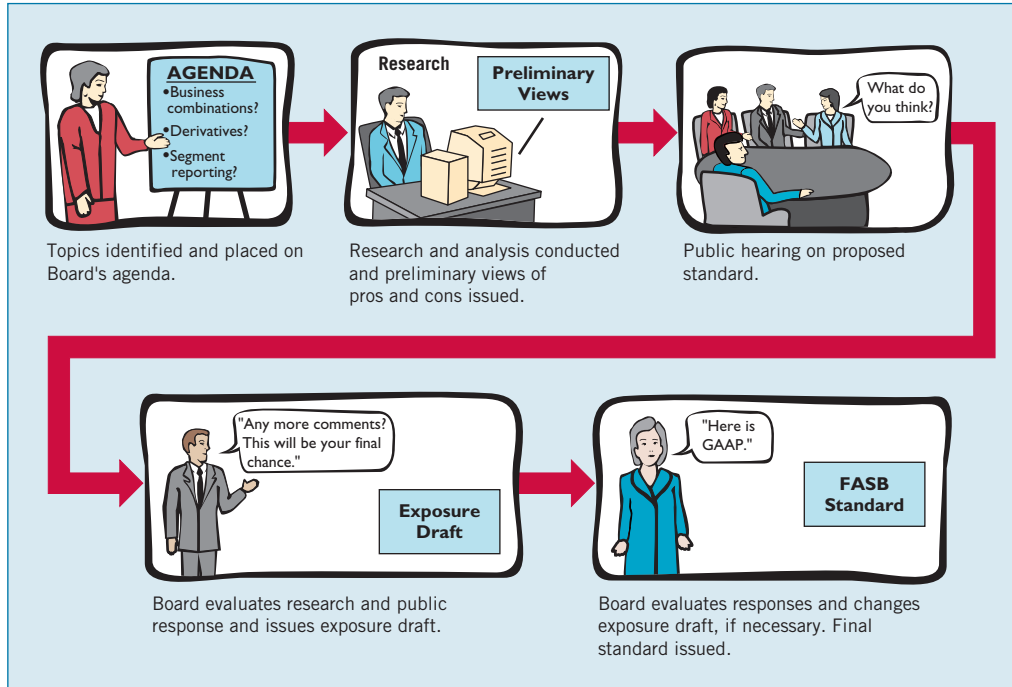 AGENDA
•Business
combinations?
•Derivatives?
•Segment
reporting?
Topics identified and placed on
Board's agenda.
Research
Preliminary
Views
Research and analysis conducted
and preliminary views of
pros and cons issued.
What do
you think?
Public hearing on proposed
standard.
"Any more comments?
This will be your final
chance."
Exposure
Draft
Board evaluates research and public
response and issues exposure draft.
"Here is
GAAP."
FASB
Standard
Board evaluates responses and changes
exposure draft, if necessary. Final
standard issued.